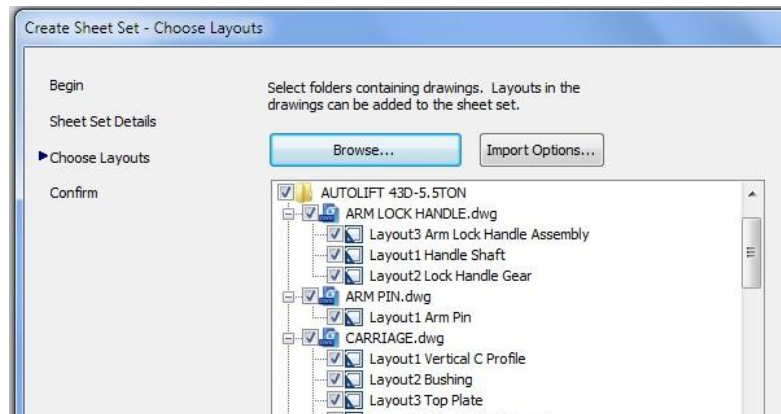 Create Sheet Set - Choose Layouts
Begin
Sheet Set Details
Choose Layouts
Confirm
Select folders containing drawings. Layouts in the
drawings can be added to the sheet set.
Browse...
Import Options...
AUTOLIFT 43D-5.5TON
ARM LOCK HANDLE.dwg
Layout3 Arm Lock Handle Assembly
Layout1 Handle Shaft
Layout2 Lock Handle Gear
ARM PIN.dwg
Layout1 Arm Pin
CARRIAGE.dwg
Layout1 Vertical C Profile
Layout2 Bushing
Layout3 Top Plate